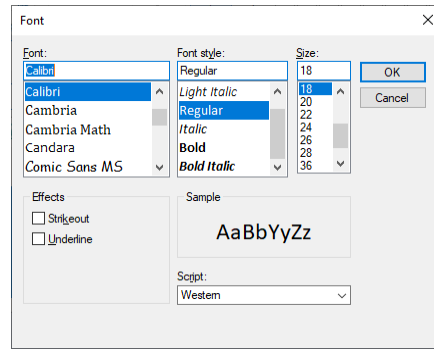 Font
Font: Font style: Size:
Calibri Regular 18 OK
Calibri Light Italic 18 Cancel
Cambria Regular 20
Cambria Math Italic 22
Candara Bold 24
Comic Sans MS Bold Italic 26
28
36
Effects Sample
Strikeout
Underline
AaBbYyZz
Script:
Western